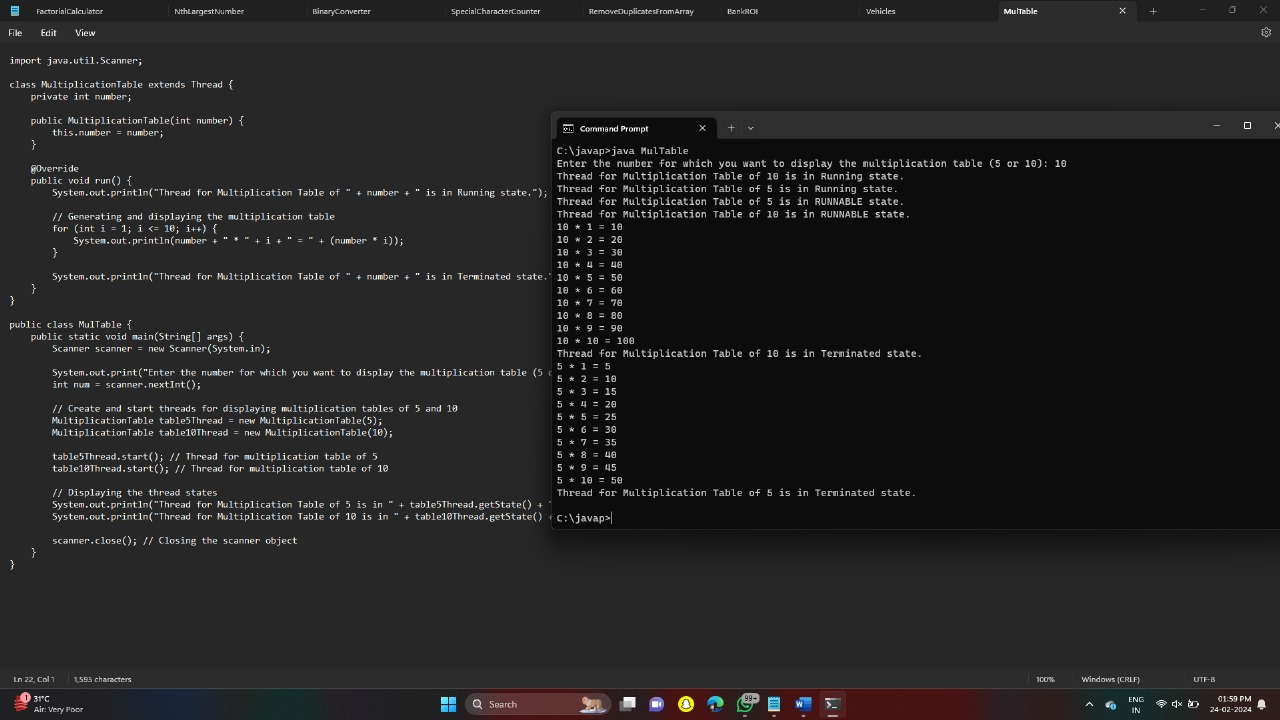 FactorialCalculator NthLargestNumber BinaryConverter SpecialCharacterCounter RemoveDuplicatesFromArray BankROI Vehicles MulTable
File Edit View
import java.util.Scanner;
class MultiplicationTable extends Thread {
private int number;
public MultiplicationTable(int number) {
this.number = number;
}
@Override
public void run() {
System.out.println("Thread for Multiplication Table of " + number + " is in Running state.");
// Generating and displaying the multiplication table
for (int i = 1; i <= 10; i++) {
System.out.println(number + " * " + i + " = " + (number * i));
}
System.out.println("Thread for Multiplication Table of " + number + " is in Terminated state."
}
}
public class MulTable {
public static void main(String[] args) {
Scanner scanner = new Scanner(System.in);
System.out.print("Enter the number for which you want to display the multiplication table (5
int num = scanner.nextInt();
// Create and start threads for displaying multiplication tables of 5 and 10
MultiplicationTable table5Thread = new MultiplicationTable(5);
MultiplicationTable table10Thread = new MultiplicationTable(10);
table5Thread.start(); // Thread for multiplication table of 5
table10Thread.start(); // Thread for multiplication table of 10
// Displaying the thread states
System.out.println("Thread for Multiplication Table of 5 is in " + table5Thread.getState() + "
System.out.println("Thread for Multiplication Table of 10 is in " + table10Thread.getState() +
scanner.close(); // Closing the scanner object
}
}
Command Prompt
C:\javap>java MulTable
Enter the number for which you want to display the multiplication table (5 or 10): 10
Thread for Multiplication Table of 10 is in Running state.
Thread for Multiplication Table of 5 is in Running state.
Thread for Multiplication Table of 5 is in RUNNABLE state.
Thread for Multiplication Table of 10 is in RUNNABLE state.
10 * 1 = 10
10 * 2 = 20
10 * 3 = 30
10 * 4 = 40
10 * 5 = 50
10 * 6 = 60
10 * 7 = 70
10 * 8 = 80
10 * 9 = 90
10 * 10 = 100
Thread for Multiplication Table of 10 is in Terminated state.
5 * 1 = 5
5 * 2 = 10
5 * 3 = 15
5 * 4 = 20
5 * 5 = 25
5 * 6 = 30
5 * 7 = 35
5 * 8 = 40
5 * 9 = 45
5 * 10 = 50
Thread for Multiplication Table of 5 is in Terminated state.
C:\javap>
Ln 22, Col 1 1,595 characters 100% Windows (CRLF) UTF-8
1 31°C
Air: Very Poor
Search
99+
ENG
IN
01:59 PM
24-02-2024